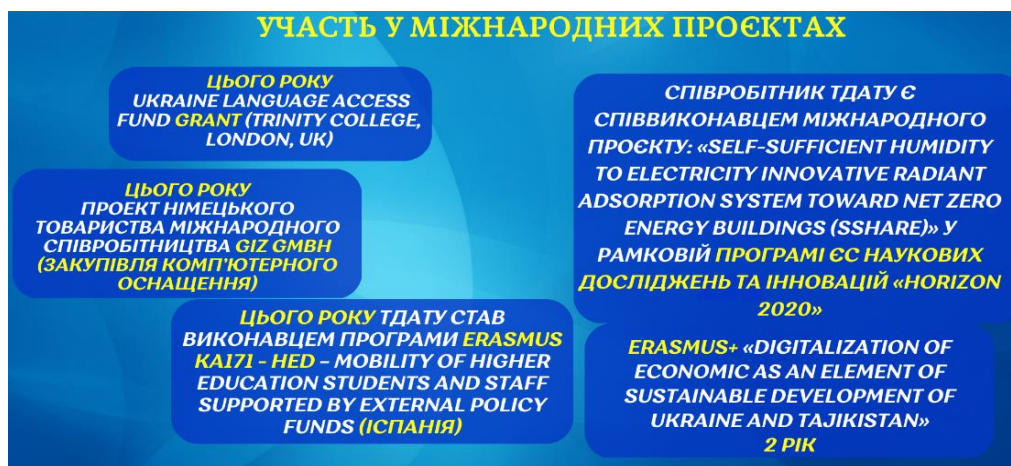 УЧАСТЬ У МІЖНАРОДНИХ ПРОЄКТАХ
ЦЬОГО РОКУ
UKRAINE LANGUAGE ACCESS
FUND GRANT (TRINITY COLLEGE,
LONDON, UK)
ЦЬОГО РОКУ
ПРОЕКТ НІМЕЦЬКОГО
ТОВАРИСТВА МІЖНАРОДНОГО
СПІВРОБІТНИЦТВА GIZ GMBH
(ЗАКУПІВЛЯ КОМП'ЮТЕРНОГО
ОСНАЩЕННЯ)
ЦЬОГО РОКУ ТДАТУ СТАВ
ВИКОНАВЦЕМ ПРОГРАМИ ERASMUS
KA171 - HED – MOBILITY OF HIGHER
EDUCATION STUDENTS AND STAFF
SUPPORTED BY EXTERNAL POLICY
FUNDS (ІСПАНІЯ)
СПІВРОБІТНИК ТДАТУ Є
СПІВВИКОНАВЦЕМ МІЖНАРОДНОГО
ПРОЄКТУ: «SELF-SUFFICIENT HUMIDITY
TO ELECTRICITY INNOVATIVE RADIANT
ADSORPTION SYSTEM TOWARD NET ZERO
ENERGY BUILDINGS (SSHARE)» У
РАМКОВІЙ ПРОГРАМІ ЄС НАУКОВИХ
ДОСЛІДЖЕНЬ ТА ІННОВАЦІЙ «HORIZON
2020»
ERASMUS+ «DIGITALIZATION OF
ECONOMIC AS AN ELEMENT OF
SUSTAINABLE DEVELOPMENT OF
UKRAINE AND TAJIKISTAN»
2 РІК